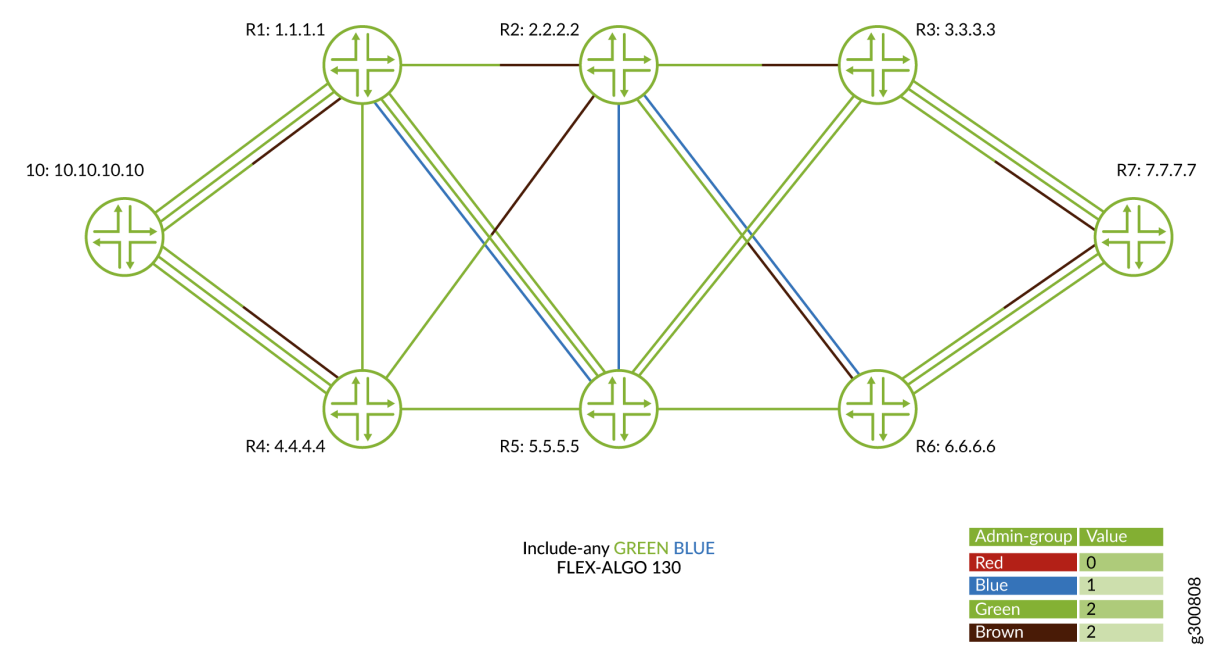 R1: 1.1.1.1
R2: 2.2.2.2
R3: 3.3.3.3
10: 10.10.10.10
R7: 7.7.7.7
R4: 4.4.4.4
R5: 5.5.5.5
R6: 6.6.6.6
Include-any GREEN BLUE
FLEX-ALGO 130
Admin-group Value
Red 0
Blue 1
Green 2
Brown 2
g300808